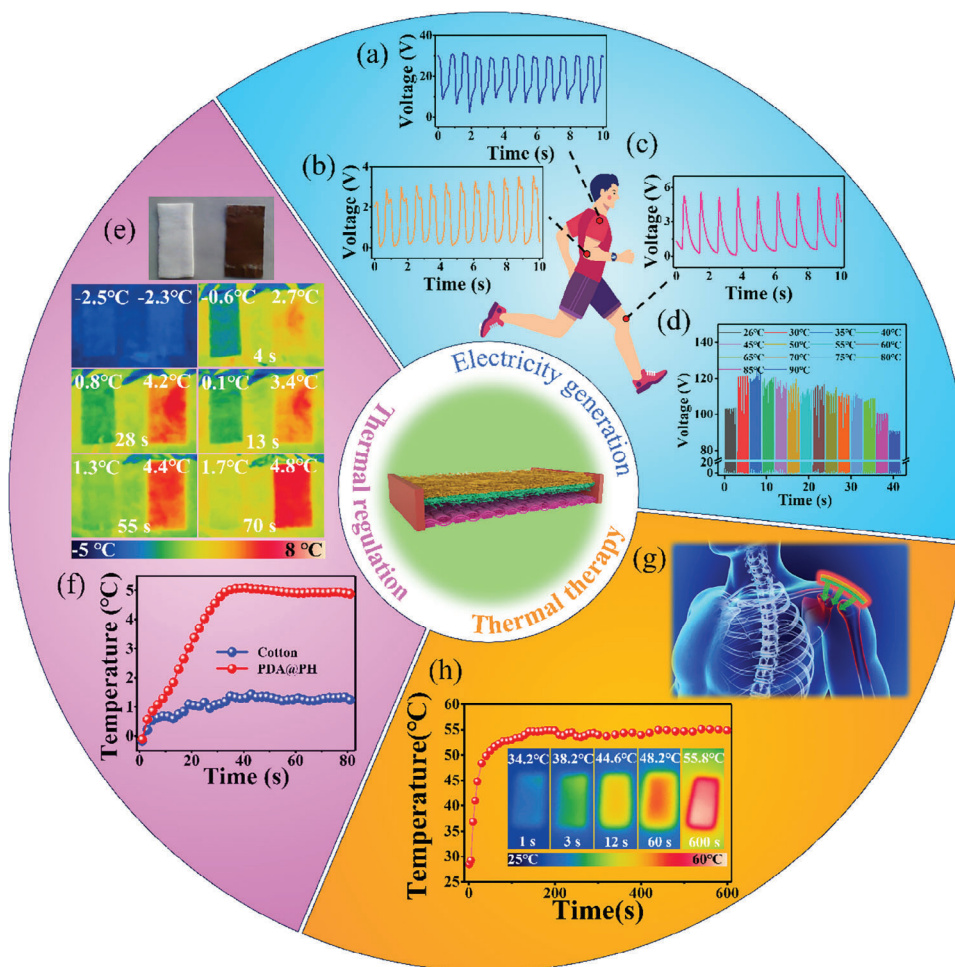 (a)
Voltage (V)
40
20
0
0 2 4 6 8 10
Time (s)
(b)
Voltage (V)
4
2
0
0 2 4 6 8 10
Time (s)
(c)
Voltage (V)
6
3
0
0 2 4 6 8 10
Time (s)
(d)
26℃ 30℃ 35℃ 40℃
45℃ 50℃ 55℃ 60℃
65℃ 70℃ 75℃ 80℃
85℃ 90℃
Voltage (V)
140
120
100
80
20
0
0 10 20 30 40
Time (s)
(e)
-2.5℃ -2.3℃
-0.6℃ 2.7℃
4 s
0.8℃ 4.2℃
28 s
0.1℃ 3.4℃
13 s
1.3℃ 4.4℃
55 s
1.7℃ 4.8℃
70 s
-5 ℃ 8 ℃
Electricity generation
Thermal regulation
Thermal therapy
(f)
Temperature (℃)
5
4
3
2
1
0
Cotton
PDA@PH
0 20 40 60 80
Time (s)
(g)
(h)
Temperature(℃)
60
55
50
45
40
35
30
25
34.2℃ 38.2℃ 44.6℃ 48.2℃ 55.8℃
1 s 3 s 12 s 60 s 600 s
25℃ 60℃
0 200 400 600
Time(s)